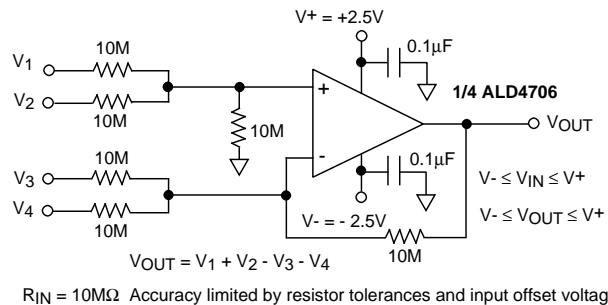 V+ = +2.5V
0.1µF
10M
V1
V2
10M
10M
+
-
1/4 ALD4706
VOUT
10M
V3
V4
10M
0.1µF
V- ≤ VIN ≤ V+
V- ≤ VOUT ≤ V+
V- = - 2.5V
10M
VOUT = V1 + V2 - V3 - V4
RIN = 10MΩ Accuracy limited by resistor tolerances and input offset voltag